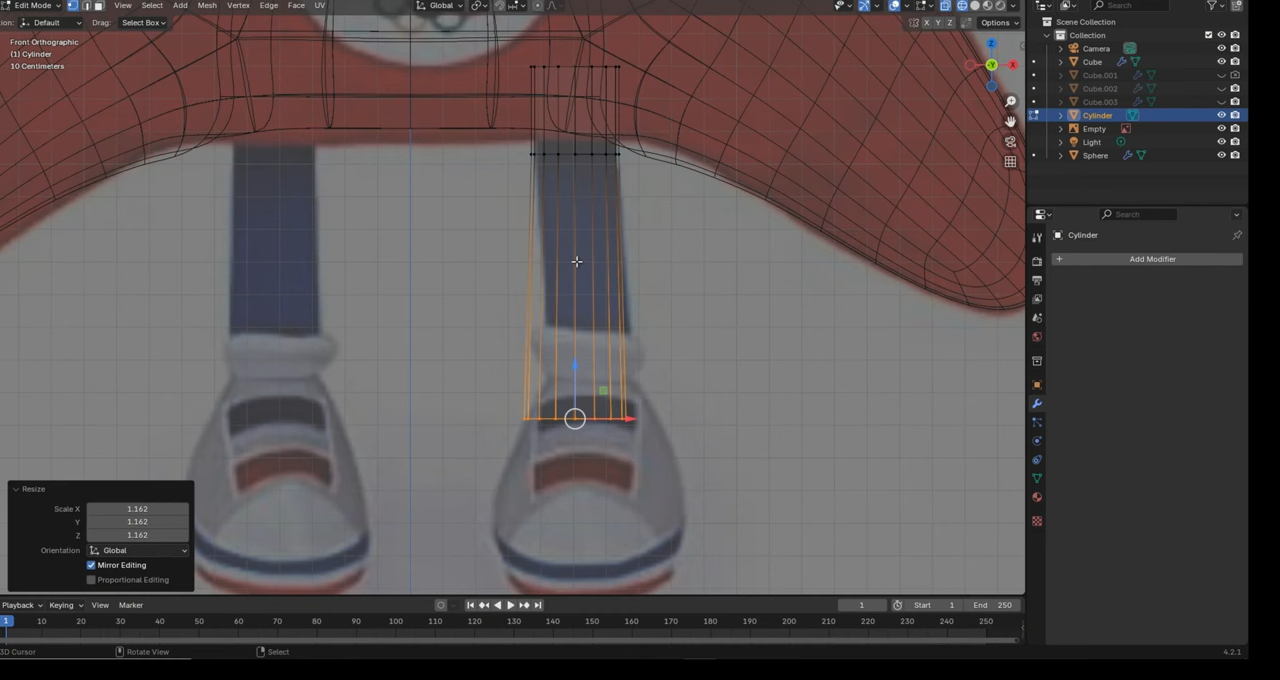 Edit Mode View Select Add Mesh Vertex Edge Face UV Global
ion: Default Drag: Select Box X Y Z Options
Front Orthographic
(1) Cylinder
10 Centimeters
Z
-Y X
Search
Scene Collection
Collection
Camera
Cube
Cube.001
Cube.002
Cube.003
Cylinder
Empty
Light
Sphere
Search
Cylinder
Add Modifier
Resize
Scale X 1.162
Y 1.162
Z 1.162
Orientation Global
Mirror Editing
Proportional Editing
Playback Keying View Marker 1 Start 1 End 250
1 10 20 30 40 50 60 70 80 90 100 110 120 130 140 150 160 170 180 190 200 210 220 230 240 250
3D Cursor Rotate View Select 4.2.1